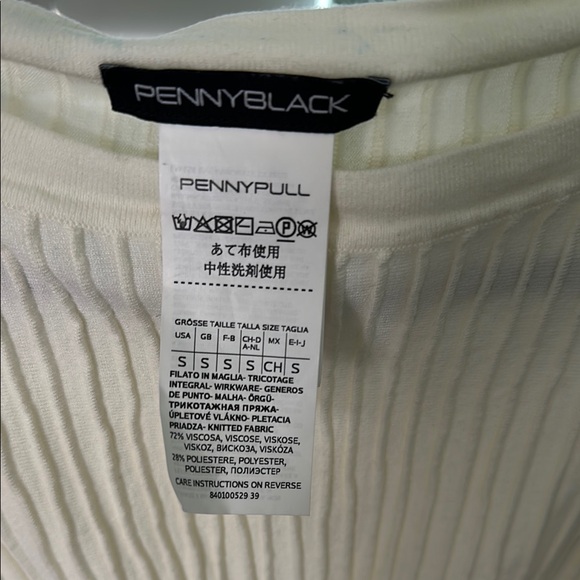 PENNYBLACK
PENNYPULL
あて布使用
中性洗剤使用
GRÖSSE TAILLE TALLA SIZE TAGLIA
USA GB F-B CH-D A-NL MX E-I-J
S S S S CH S
FILATO IN MAGLIA- TRICOTAGE
INTEGRAL- WIRKWARE- GENEROS
DE PUNTO- MALHA- ÖRGÜ-
ТРИКОТАЖНАЯ ПРЯЖА-
ÚPLETOVÉ VLÁKNO- PLETACIA
PRIADZA- KNITTED FABRIC
72% VISCOSA, VISCOSE, VISKOSE,
VISKOZ, ВИСКОЗА, VISKÓZA
28% POLIESTERE, POLYESTER,
POLIESTER, ПОЛИЭСТЕР
CARE INSTRUCTIONS ON REVERSE
840100529 39